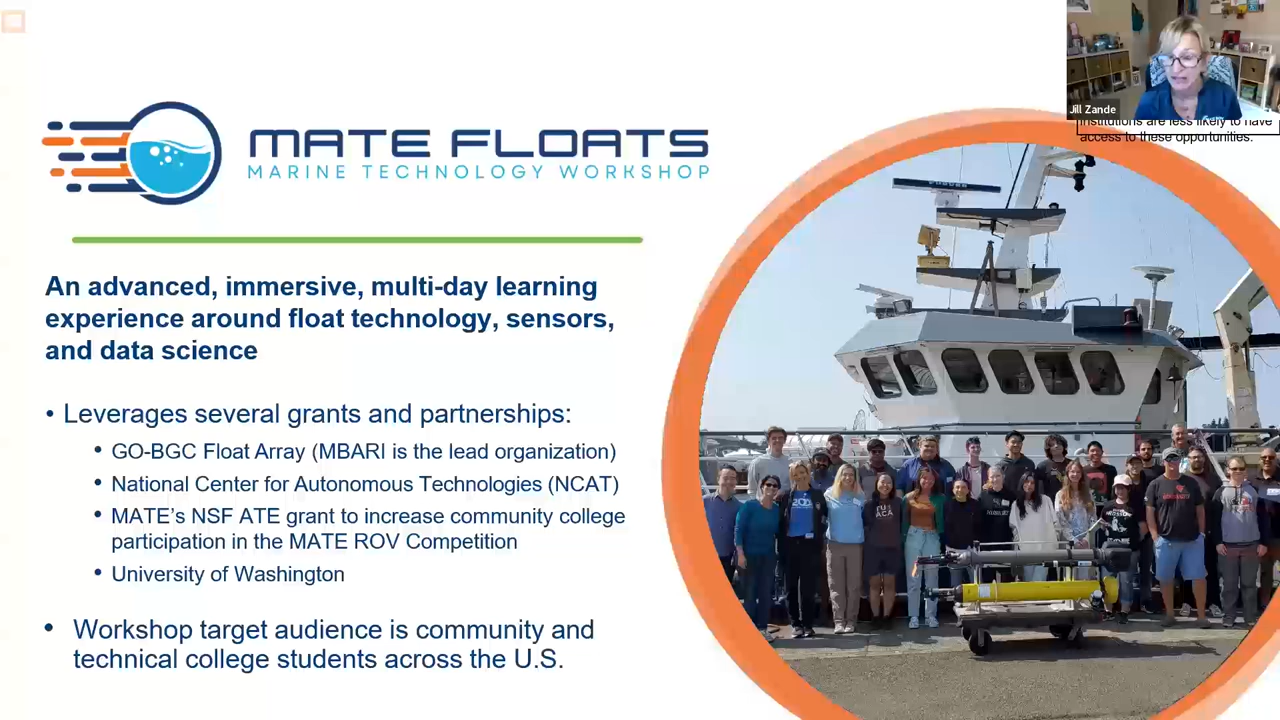 Jill Zande
institutions are less likely to have
access to these opportunities.
MATE FLOATS
MARINE TECHNOLOGY WORKSHOP
An advanced, immersive, multi-day learning
experience around float technology, sensors,
and data science
• Leverages several grants and partnerships:
• GO-BGC Float Array (MBARI is the lead organization)
• National Center for Autonomous Technologies (NCAT)
• MATE's NSF ATE grant to increase community college
participation in the MATE ROV Competition
• University of Washington
• Workshop target audience is community and
technical college students across the U.S.